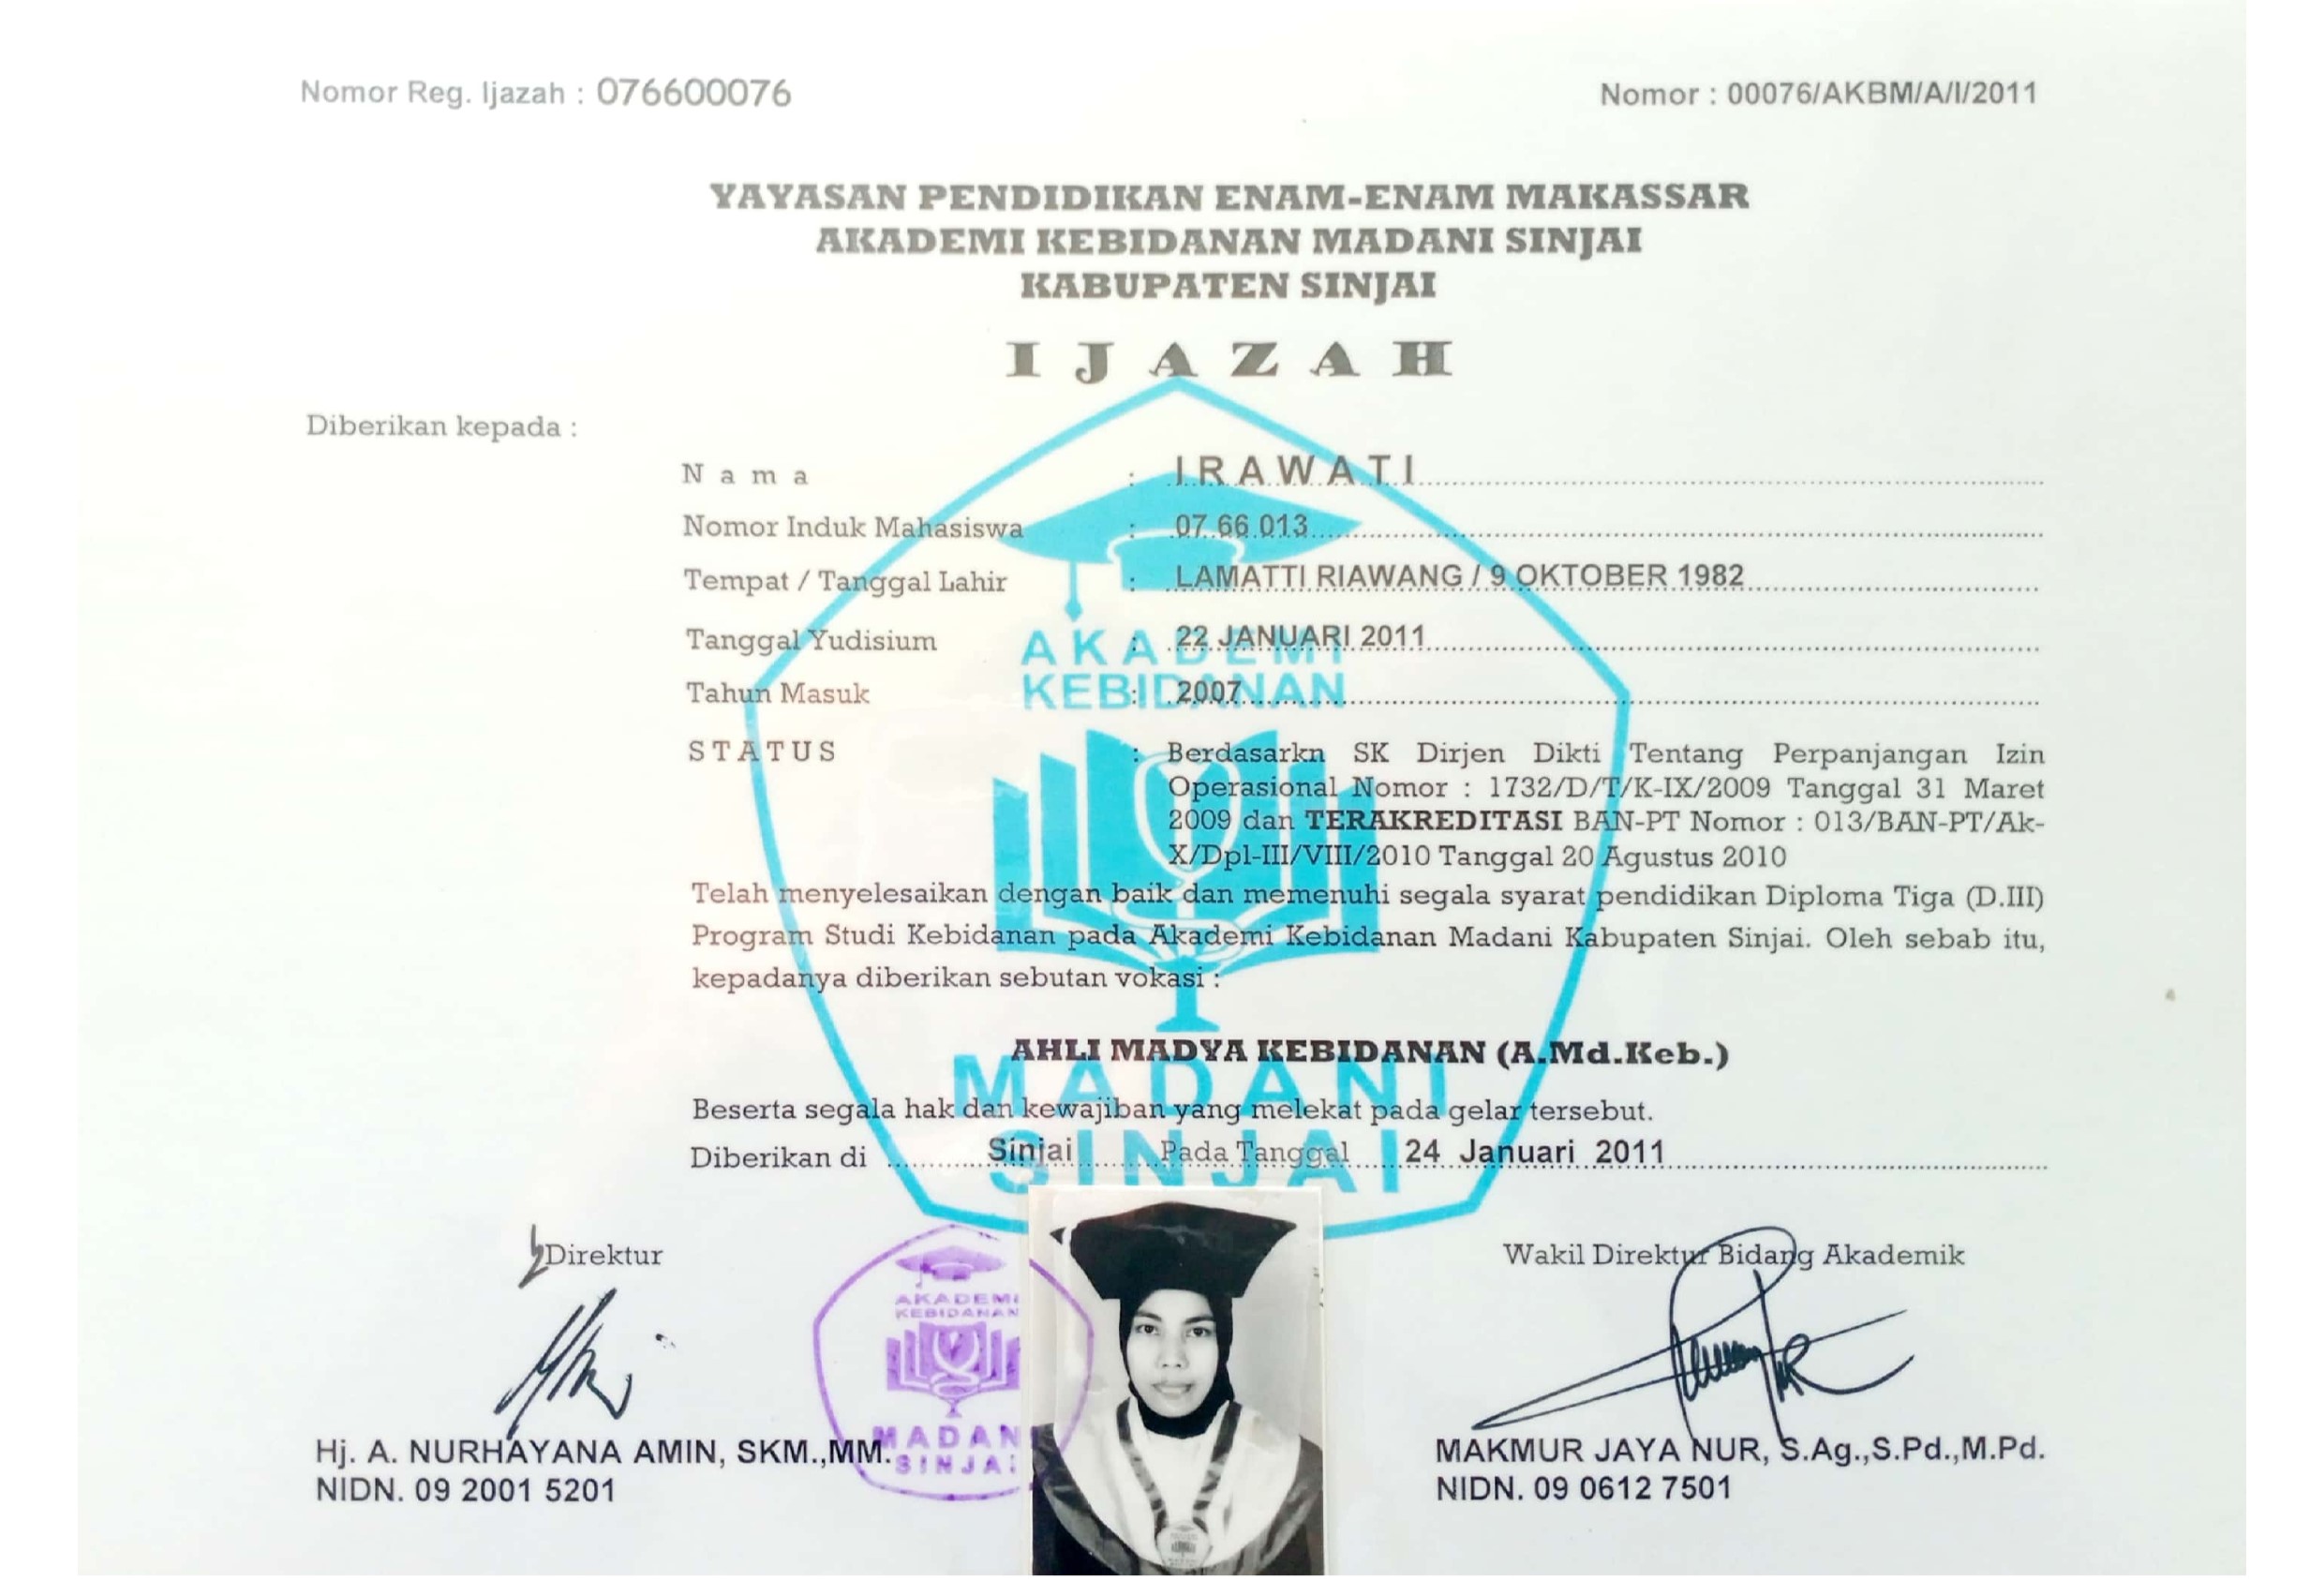 Nomor Reg. Ijazah : 076600076
Nomor : 00076/AKBM/A/I/2011
YAYASAN PENDIDIKAN ENAM-ENAM MAKASSAR
AKADEMI KEBIDANAN MADANI SINJAI
KABUPATEN SINJAI
I J A Z A H
Diberikan kepada :
N a m a : I R A W A T I
Nomor Induk Mahasiswa : 07 66 013
Tempat / Tanggal Lahir : LAMATTI RIAWANG / 9 OKTOBER 1982
Tanggal Yudisium : 22 JANUARI 2011
Tahun Masuk : 2007
S T A T U S : Berdasarkn SK Dirjen Dikti Tentang Perpanjangan Izin
Operasional Nomor : 1732/D/T/K-IX/2009 Tanggal 31 Maret
2009 dan TERAKREDITASI BAN-PT Nomor : 013/BAN-PT/Ak-
X/Dpl-III/VIII/2010 Tanggal 20 Agustus 2010
Telah menyelesaikan dengan baik dan memenuhi segala syarat pendidikan Diploma Tiga (D.III)
Program Studi Kebidanan pada Akademi Kebidanan Madani Kabupaten Sinjai. Oleh sebab itu,
kepadanya diberikan sebutan vokasi :
AHLI MADYA KEBIDANAN (A.Md.Keb.)
Beserta segala hak dan kewajiban yang melekat pada gelar tersebut.
Diberikan di Sinjai Pada Tanggal 24 Januari 2011
AKADEMI
KEBIDANAN
MADANI
SINJAI
Direktur
Wakil Direktur Bidang Akademik
AKADEMI
KEBIDANAN
MADANI
SINJAI
Hj. A. NURHAYANA AMIN, SKM.,MM.
NIDN. 09 2001 5201
MAKMUR JAYA NUR, S.Ag.,S.Pd.,M.Pd.
NIDN. 09 0612 7501